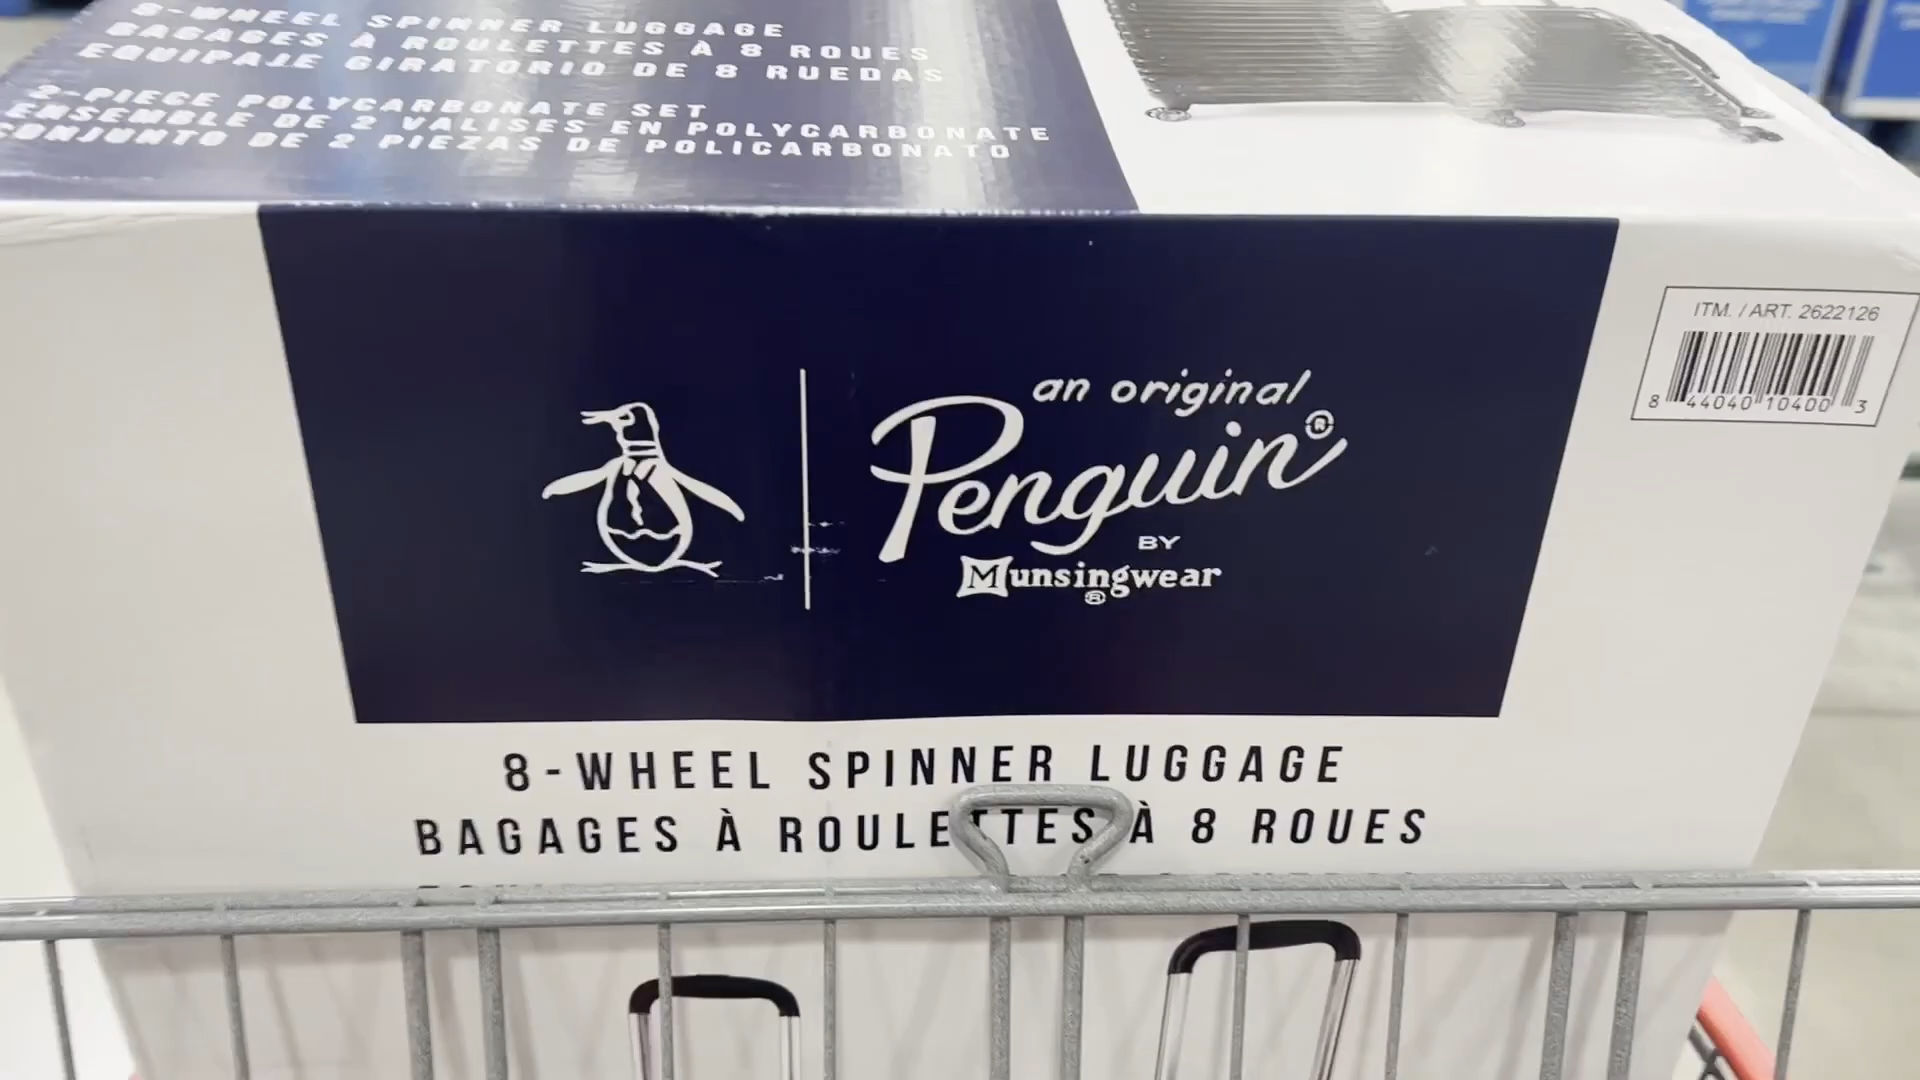 8-WHEEL SPINNER LUGGAGE
BAGAGES À ROULETTES À 8 ROUES
EQUIPAJE GIRATORIO DE 8 RUEDAS
2-PIECE POLYCARBONATE SET
ENSEMBLE DE 2 VALISES EN POLYCARBONATE
CONJUNTO DE 2 PIEZAS DE POLICARBONATO
ITM. / ART. 2622126
8 44040 10400 3
an original
Penguin®
BY
Munsingwear
®
8-WHEEL SPINNER LUGGAGE
BAGAGES À ROULETTES À 8 ROUES